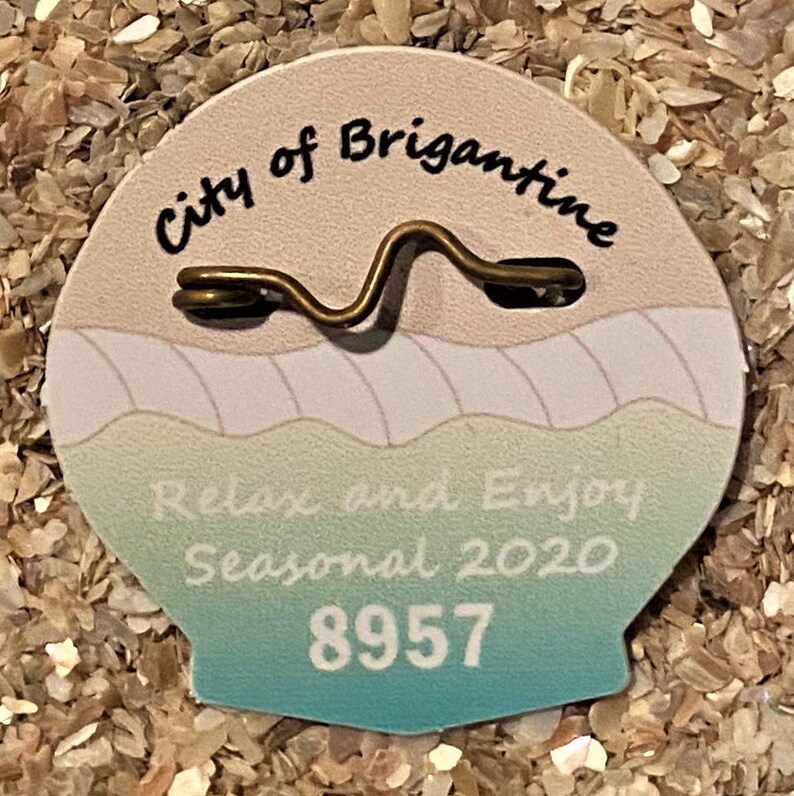 City of Brigantine
Relax and Enjoy
Seasonal 2020
8957